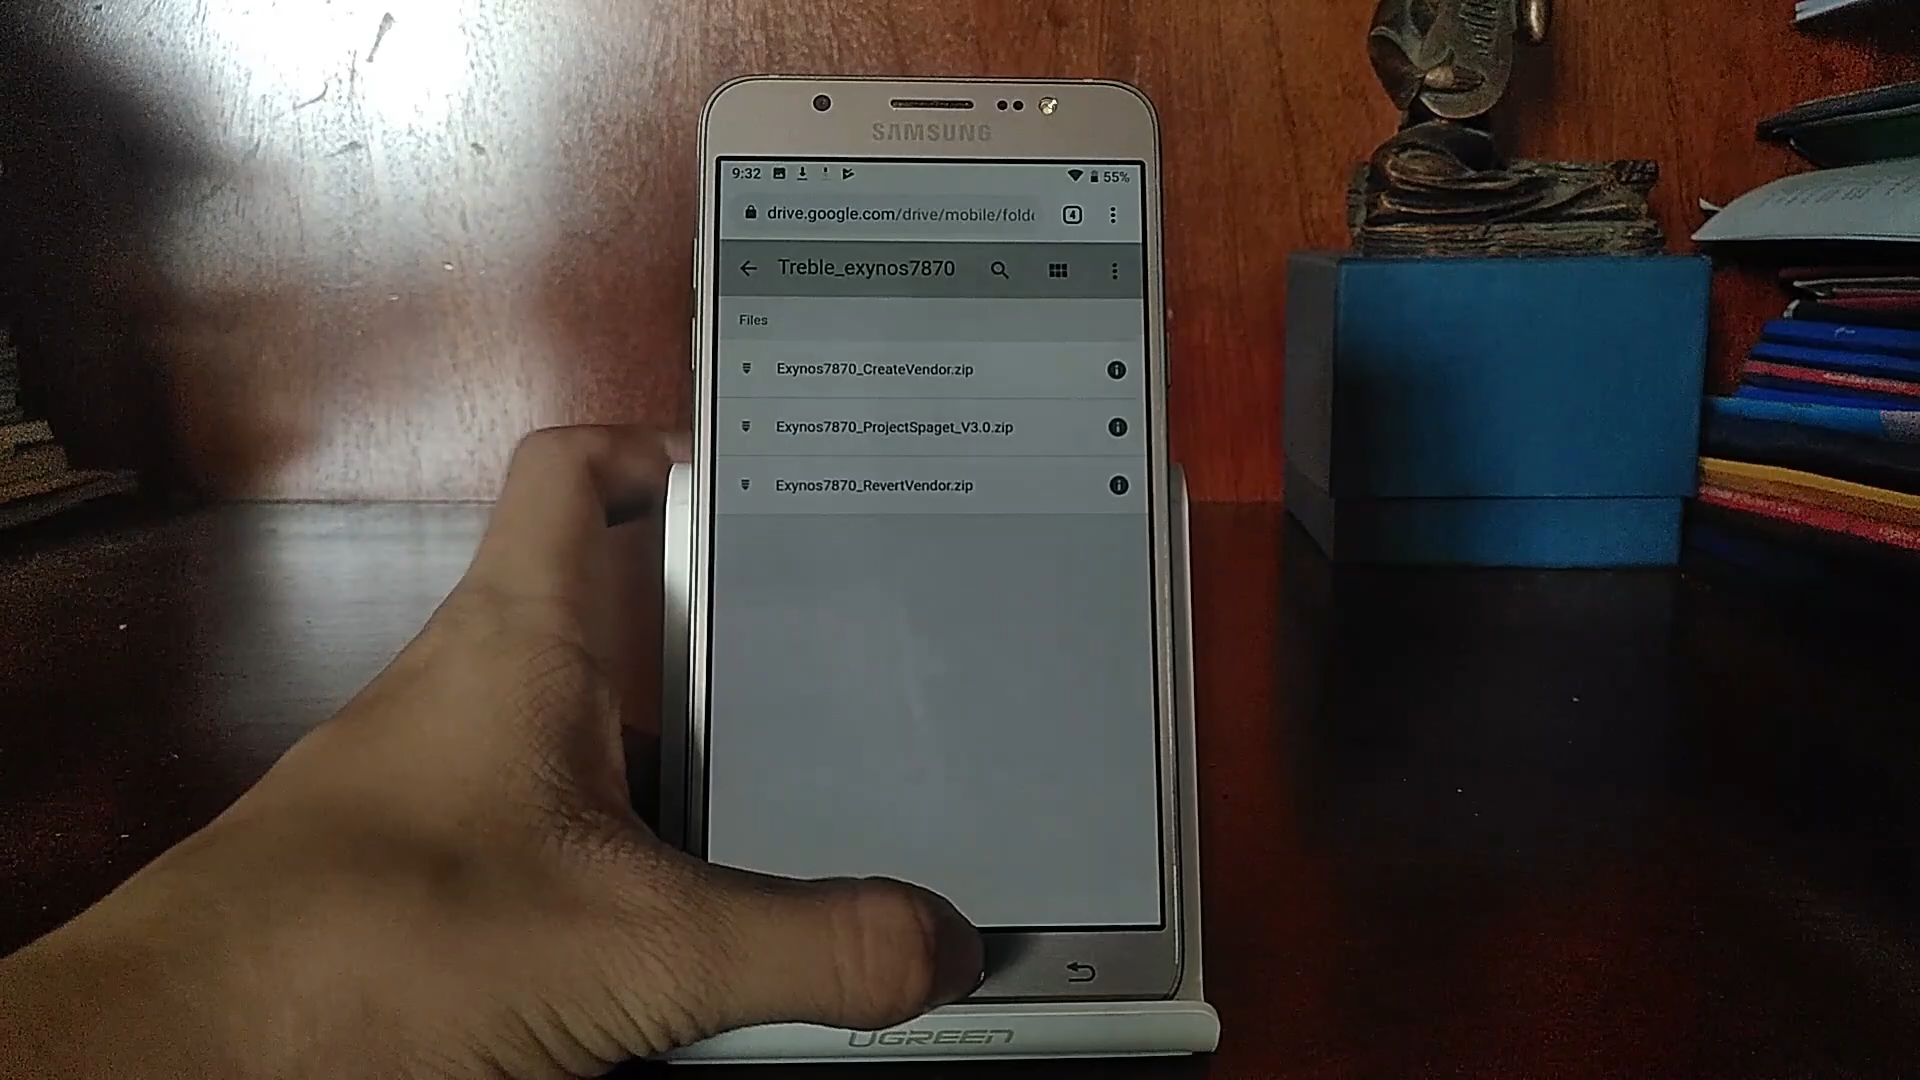 SAMSUNG
9:32 55%
drive.google.com/drive/mobile/folde 4
Treble_exynos7870
Files
Exynos7870_CreateVendor.zip
Exynos7870_ProjectSpaget_V3.0.zip
Exynos7870_RevertVendor.zip
UGREEN